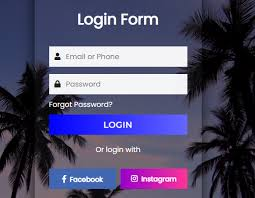 Login Form
Email or Phone
Password
Forgot Password?
LOGIN
Or login with
Facebook Instagram